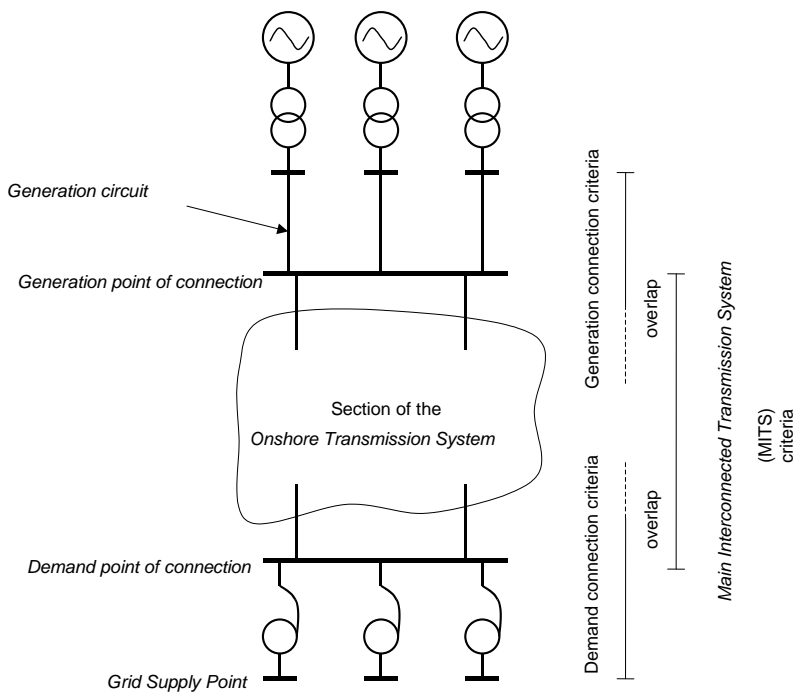 Generation circuit
Generation point of connection
Section of the
Onshore Transmission System
Demand point of connection
Grid Supply Point
Generation connection criteria
overlap
Demand connection criteria
overlap
Main Interconnected Transmission System
(MITS)
criteria